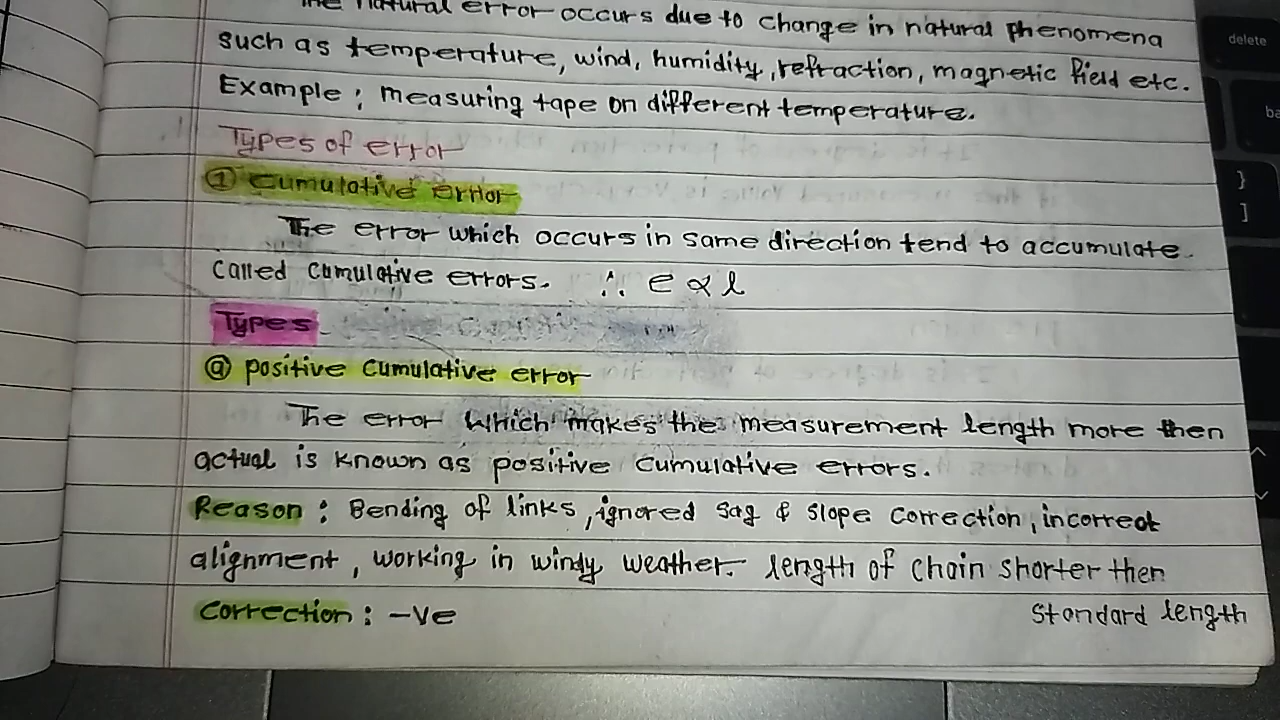 The natural error occurs due to change in natural phenomena
such as temperature, wind, humidity, refraction, magnetic field etc.
Example : measuring tape on different temperature.
Types of error
① Cumulative error
The error which occurs in same direction tend to accumulate
called cumulative errors. ∴ e ∝ l
Types
ⓐ positive cumulative error
The error which makes the measurement length more then
actual is known as positive cumulative errors.
Reason : Bending of links, ignored sag & slope correction, incorrect
alignment, working in windy weather. length of chain shorter then
standard length
Correction : -ve
delete
ba
}
]